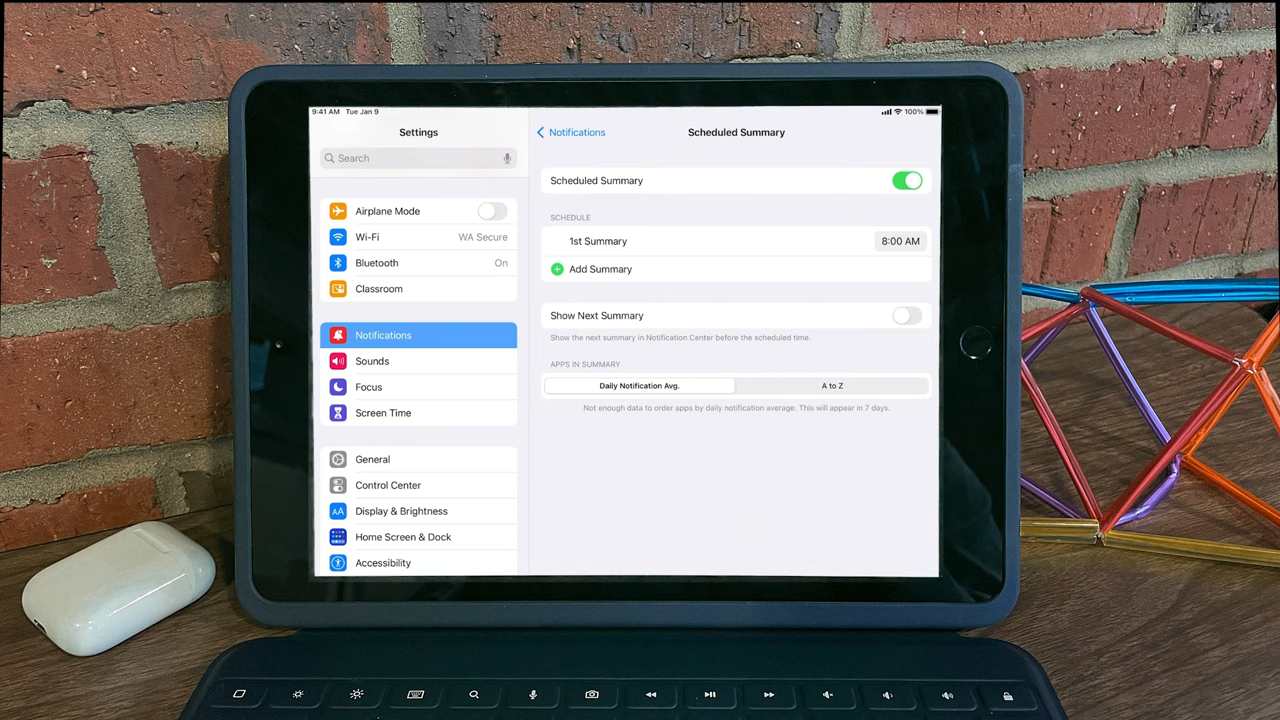 9:41 AM Tue Jan 9
100%
Settings
Search
Airplane Mode
Wi-Fi WA Secure
Bluetooth On
Classroom
Notifications
Sounds
Focus
Screen Time
General
Control Center
AA Display & Brightness
Home Screen & Dock
Accessibility
Notifications
Scheduled Summary
Scheduled Summary
SCHEDULE
1st Summary 8:00 AM
Add Summary
Show Next Summary
Show the next summary in Notification Center before the scheduled time.
APPS IN SUMMARY
Daily Notification Avg. A to Z
Not enough data to order apps by daily notification average. This will appear in 7 days.